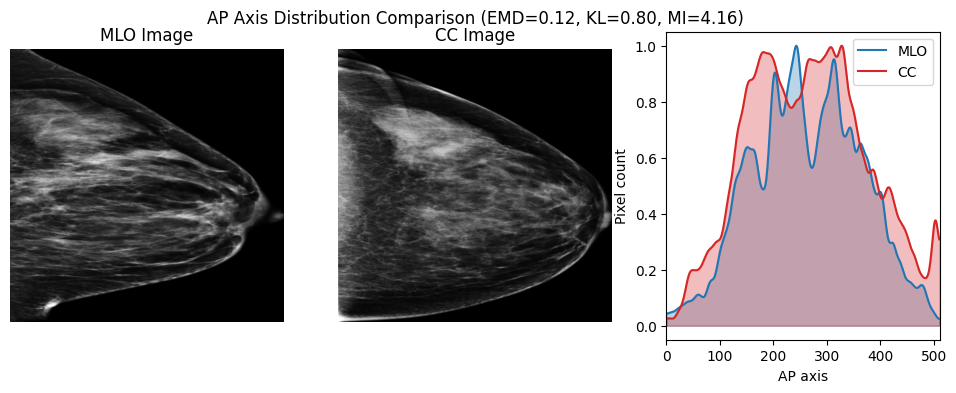 AP Axis Distribution Comparison (EMD=0.12, KL=0.80, MI=4.16)
MLO Image
CC Image
MLO
CC
Pixel count
1.0
0.8
0.6
0.4
0.2
0.0
0 100 200 300 400 500
AP axis